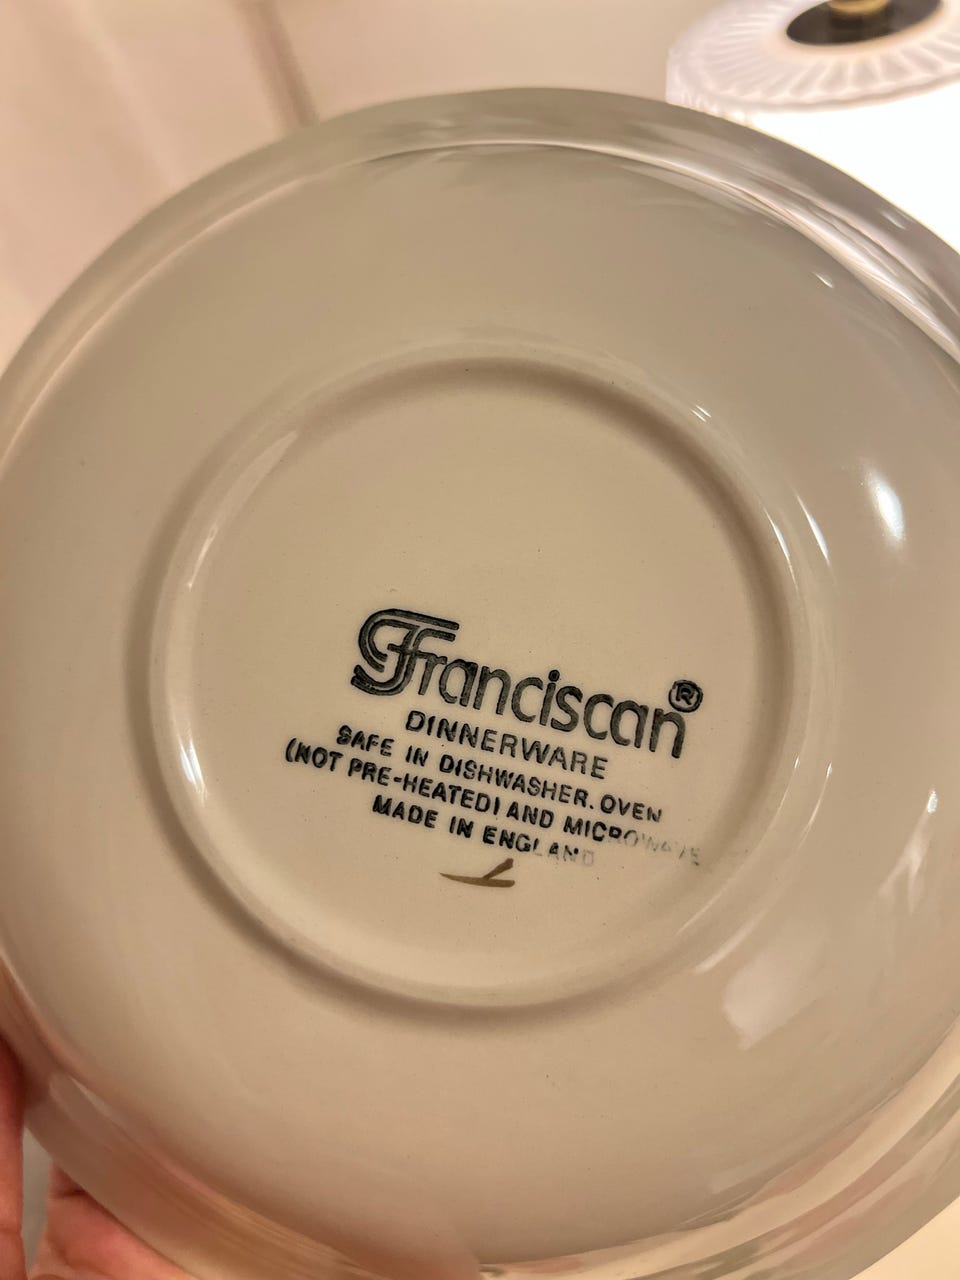 Franciscan®
DINNERWARE
SAFE IN DISHWASHER. OVEN
(NOT PRE-HEATED) AND MICROWAVE
MADE IN ENGLAND